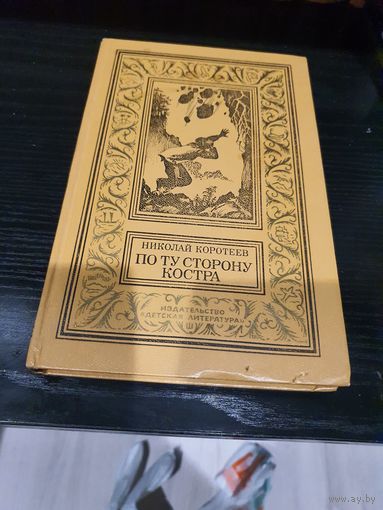 НИКОЛАЙ КОРОТЕЕВ
ПО ТУ СТОРОНУ
КОСТРА
ИЗДАТЕЛЬСТВО
«ДЕТСКАЯ ЛИТЕРАТУРА»
www.ay.by